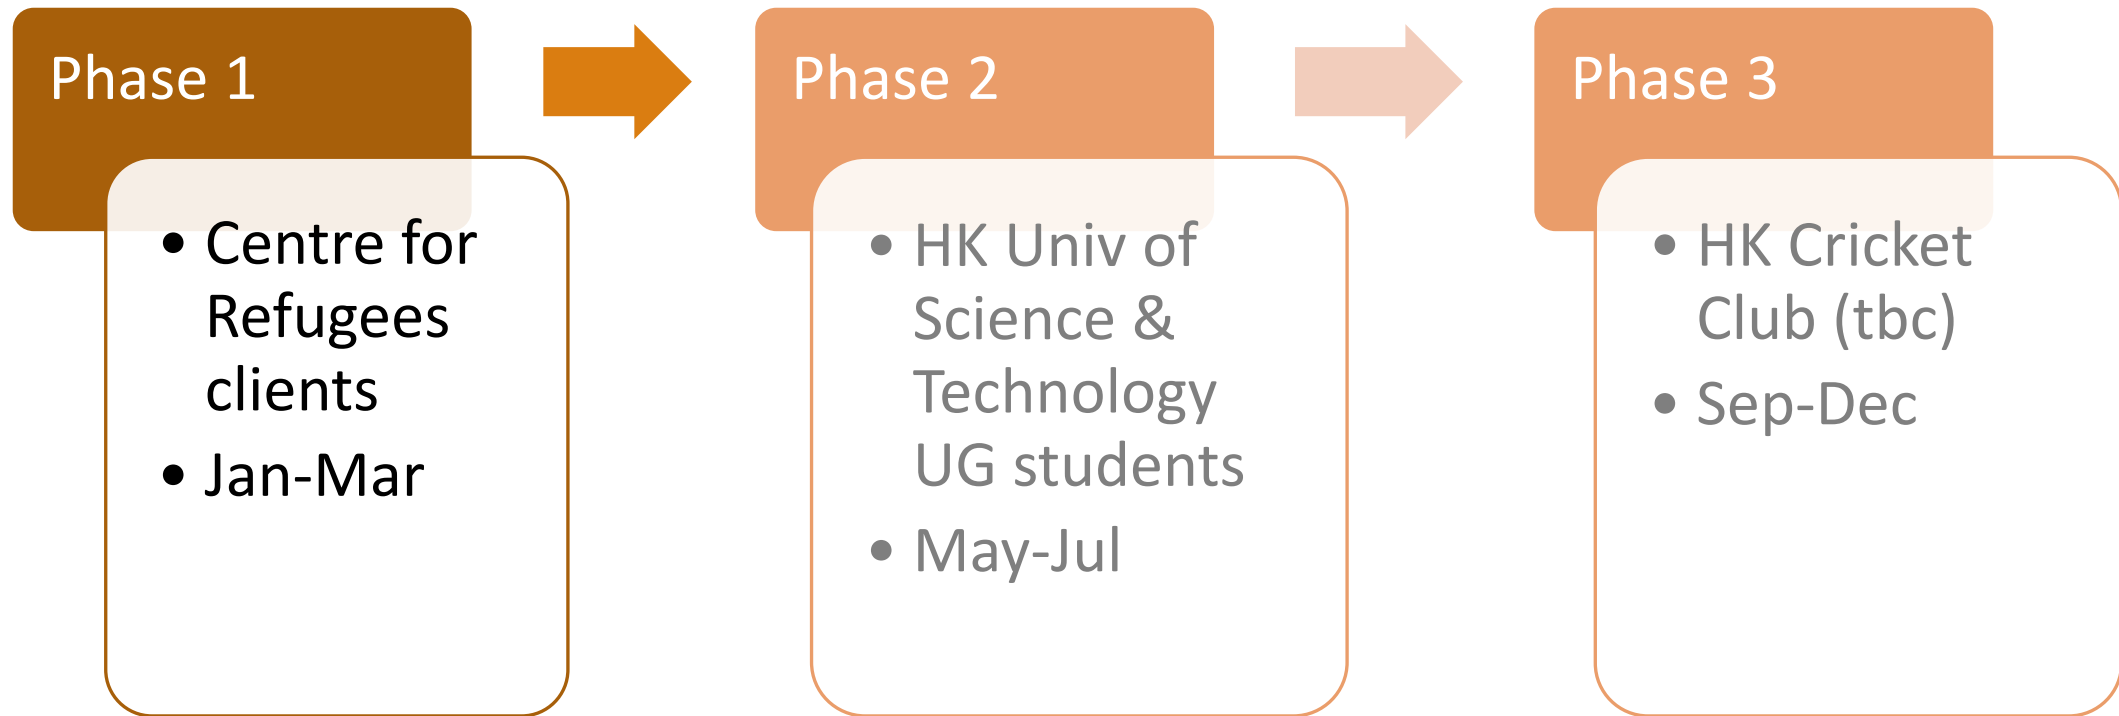 Phase 1
• Centre for
Refugees
clients
• Jan-Mar
Phase 2
• HK Univ of
Science &
Technology
UG students
• May-Jul
Phase 3
• HK Cricket
Club (tbc)
• Sep-Dec